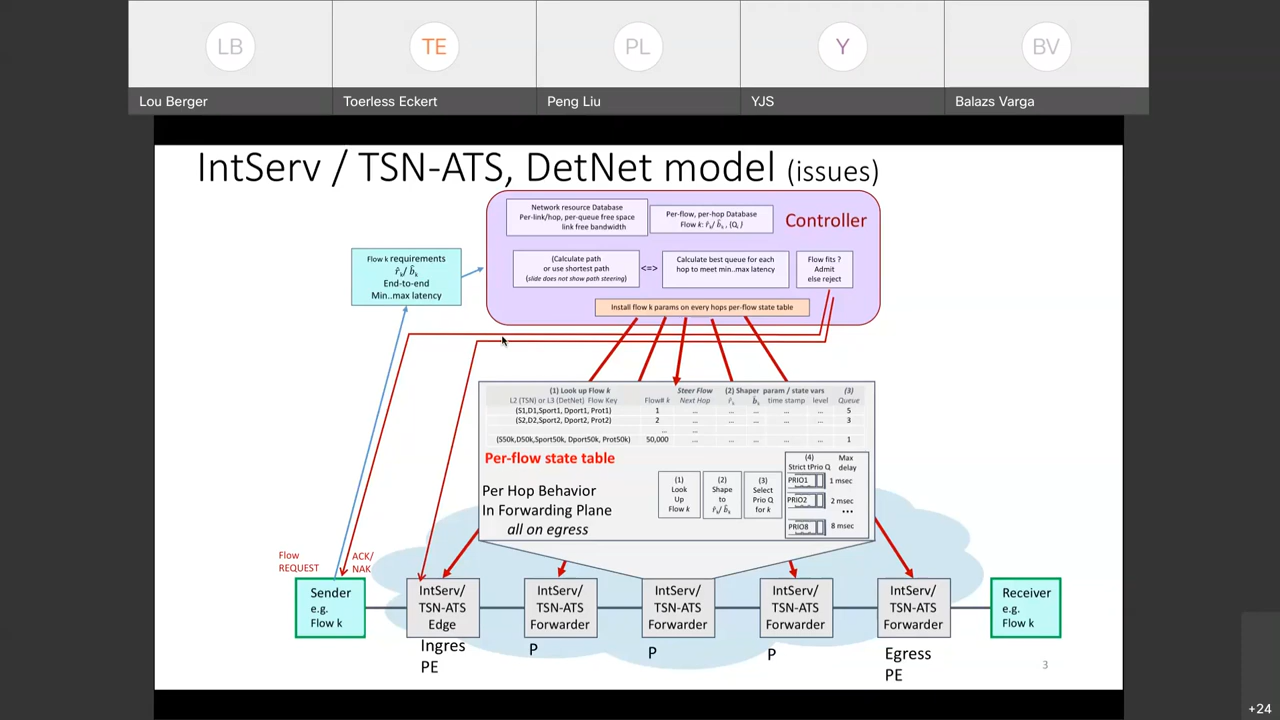 LB
TE
PL
Y
BV
Lou Berger
Toerless Eckert
Peng Liu
YJS
Balazs Varga
IntServ / TSN-ATS, DetNet model (issues)
Network resource Database
Per-link/hop, per-queue free space
link free bandwidth
Per-flow, per-hop Database
Flow k: r̂ₖ/ b̂ₖ , {Qᵢ}
Controller
Flow k requirements
r̂ₖ/ b̂ₖ
End-to-end
Min..max latency
(Calculate path
or use shortest path
(slide does not show path steering)
<=>
Calculate best queue for each
hop to meet min..max latency
Flow fits ?
Admit
else reject
Install flow k params on every hops per-flow state table
(1) Look up Flow k
Steer Flow
(2) Shaper param / state vars
(3)
L2 (TSN) or L3 (DetNet) Flow Key
Flow# k
Next Hop
r̂ₖ
b̂ₖ
time stamp
level
Queue
(S1,D1,Sport1, Dport1, Prot1) 1 ... ... ... ... ... 5
(S2,D2,Sport2, Dport2, Prot2) 2 ... ... ... ... ... 3
... ...
(S50k,D50k,Sport50k, Dport50k, Prot50k) 50,000 ... ... ... ... ... 1
Per-flow state table
Per Hop Behavior
In Forwarding Plane
all on egress
(1)
Look
Up
Flow k
(2)
Shape
to
r̂ₖ/ b̂ₖ
(3)
Select
Prio Q
for k
(4)
Strict tPrio Q
Max
delay
PRIO1 1 msec
PRIO2 2 msec
...
PRIO8 8 msec
Flow
REQUEST
ACK/
NAK
Sender
e.g.
Flow k
IntServ/
TSN-ATS
Edge
IntServ/
TSN-ATS
Forwarder
IntServ/
TSN-ATS
Forwarder
IntServ/
TSN-ATS
Forwarder
IntServ/
TSN-ATS
Forwarder
Receiver
e.g.
Flow k
Ingres
PE
P
P
P
Egress
PE
3
+24